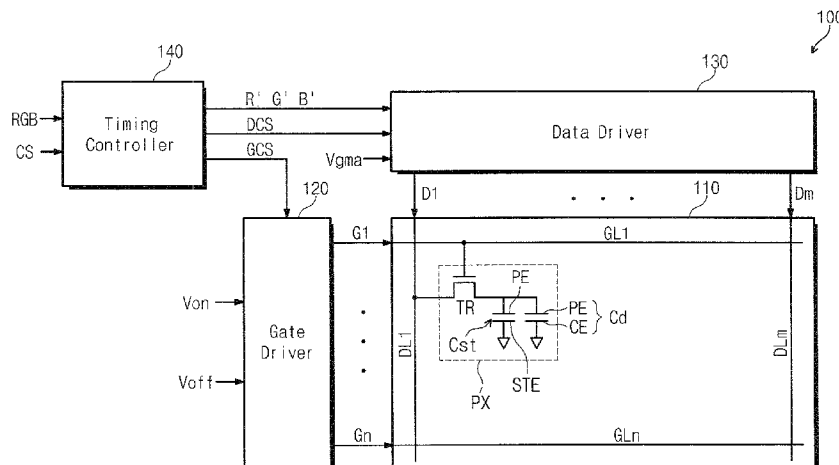 100
140
130
R' G' B'
RGB
Timing
Controller
DCS
Data Driver
CS
GCS
Vgma
120
D1
. . .
Dm
110
G1
GL1
PE
Von
TR
PE
CE
Cd
Gate
Driver
DL1
Cst
DLm
Voff
STE
PX
Gn
GLn